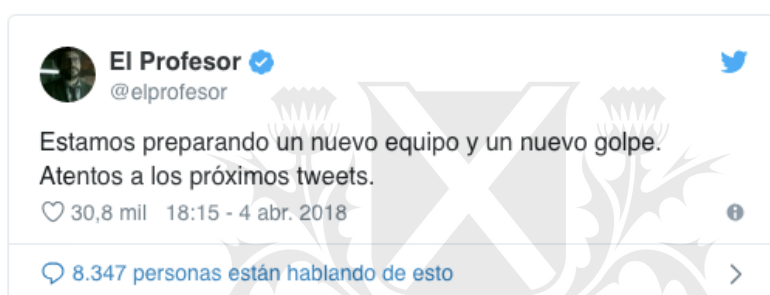 El Profesor
@elprofesor
Estamos preparando un nuevo equipo y un nuevo golpe.
Atentos a los próximos tweets.
30,8 mil 18:15 - 4 abr. 2018
8.347 personas están hablando de esto